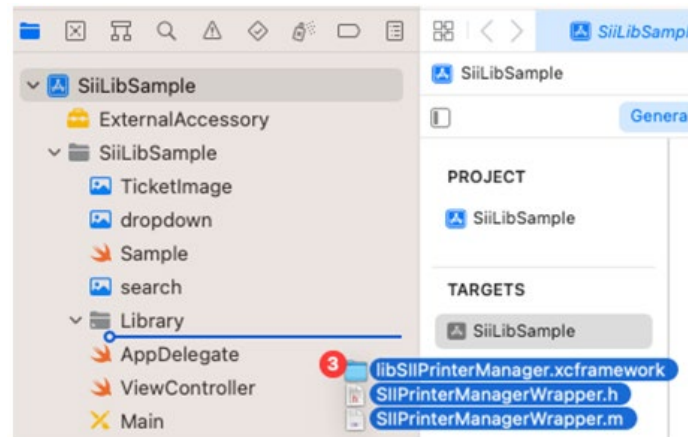 SiiLibSample
ExternalAccessory
SiiLibSample
TicketImage
dropdown
Sample
search
Library
AppDelegate
ViewController
Main
SiiLibSampl
SiiLibSample
Genera
PROJECT
SiiLibSample
TARGETS
SiiLibSample
3
libSIIPrinterManager.xcframework
SIIPrinterManagerWrapper.h
SIIPrinterManagerWrapper.m